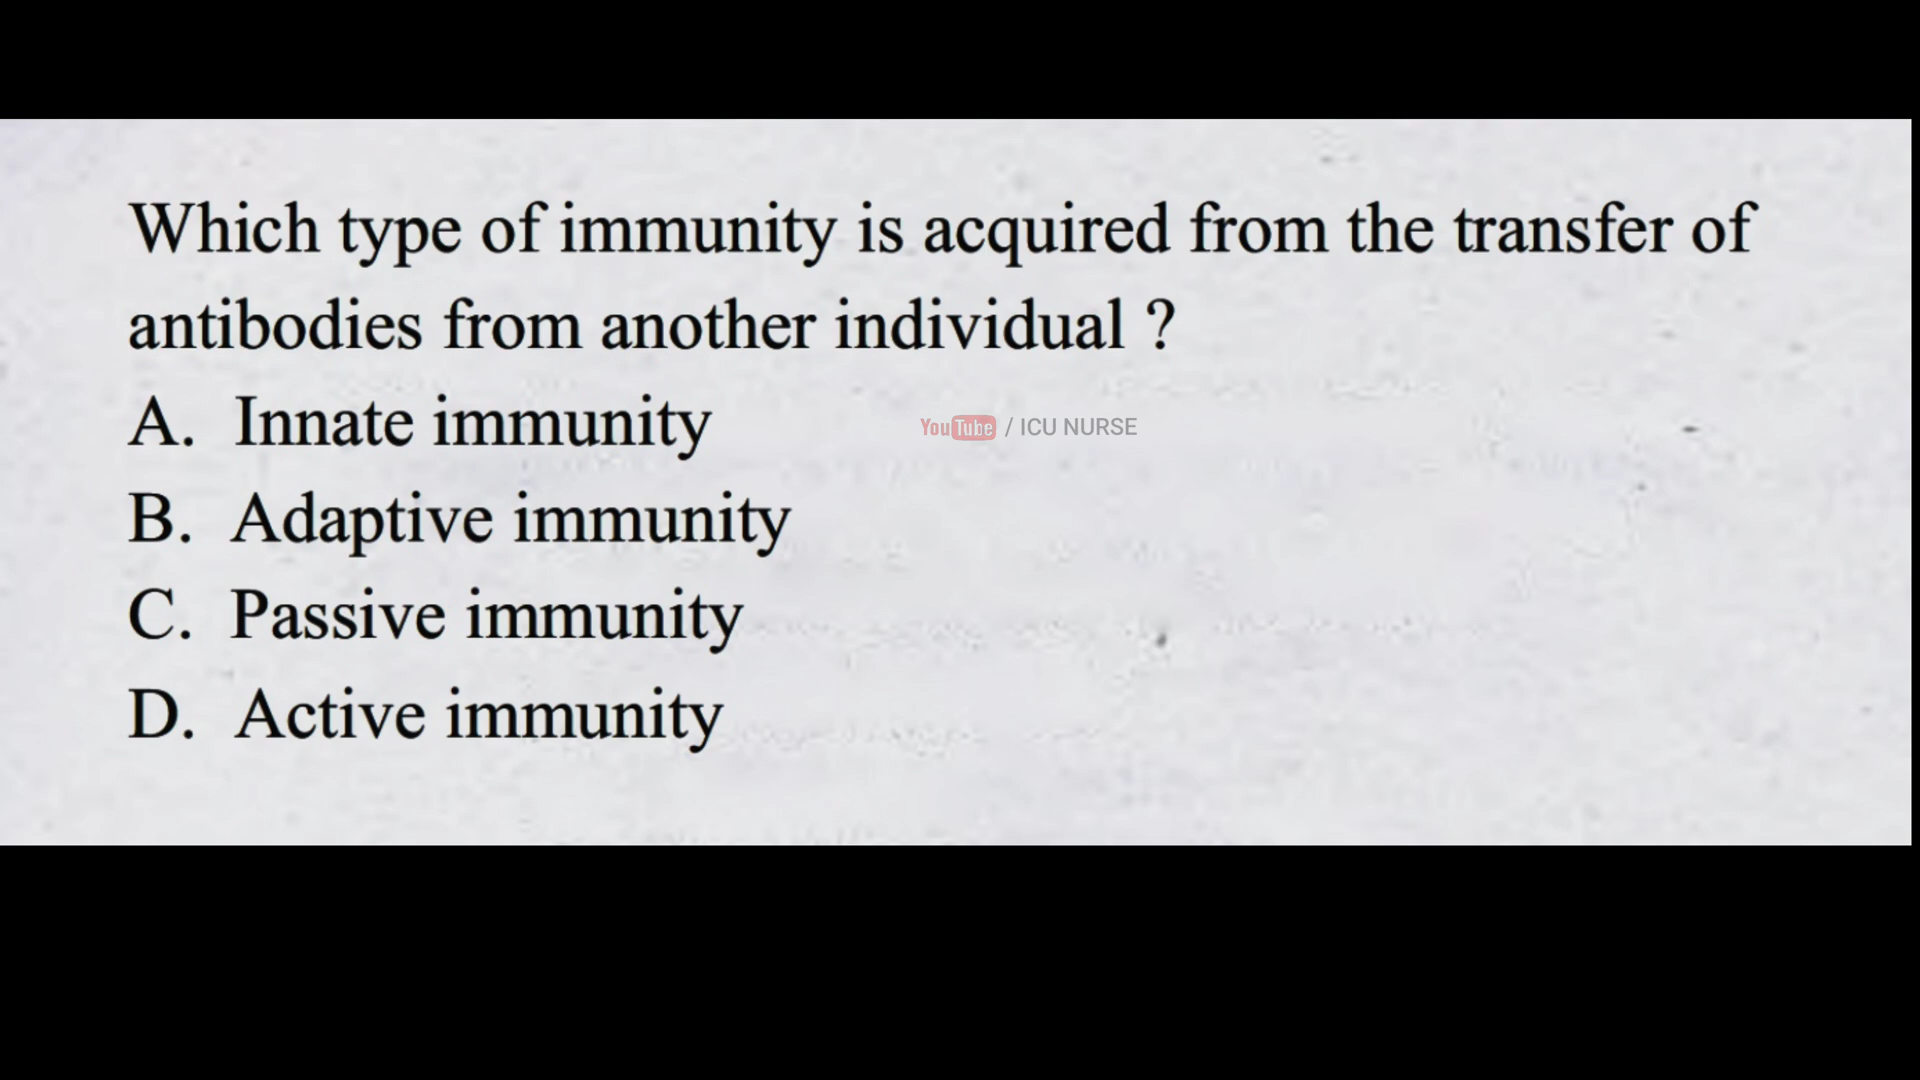 Which type of immunity is acquired from the transfer of
antibodies from another individual ?
A. Innate immunity
YouTube / ICU NURSE
B. Adaptive immunity
C. Passive immunity
D. Active immunity